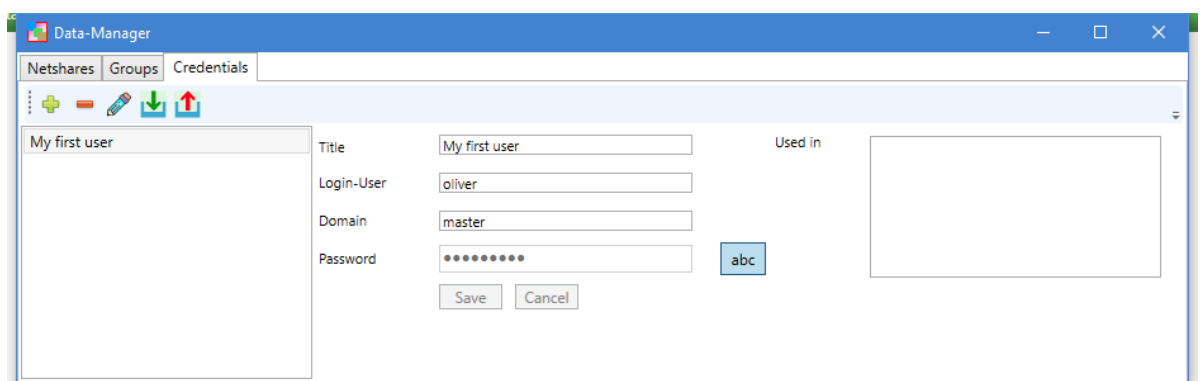 Data-Manager
Netshares Groups Credentials
My first user
Title My first user Used in
Login-User oliver
Domain master
Password ●●●●●●●●● abc
Save Cancel